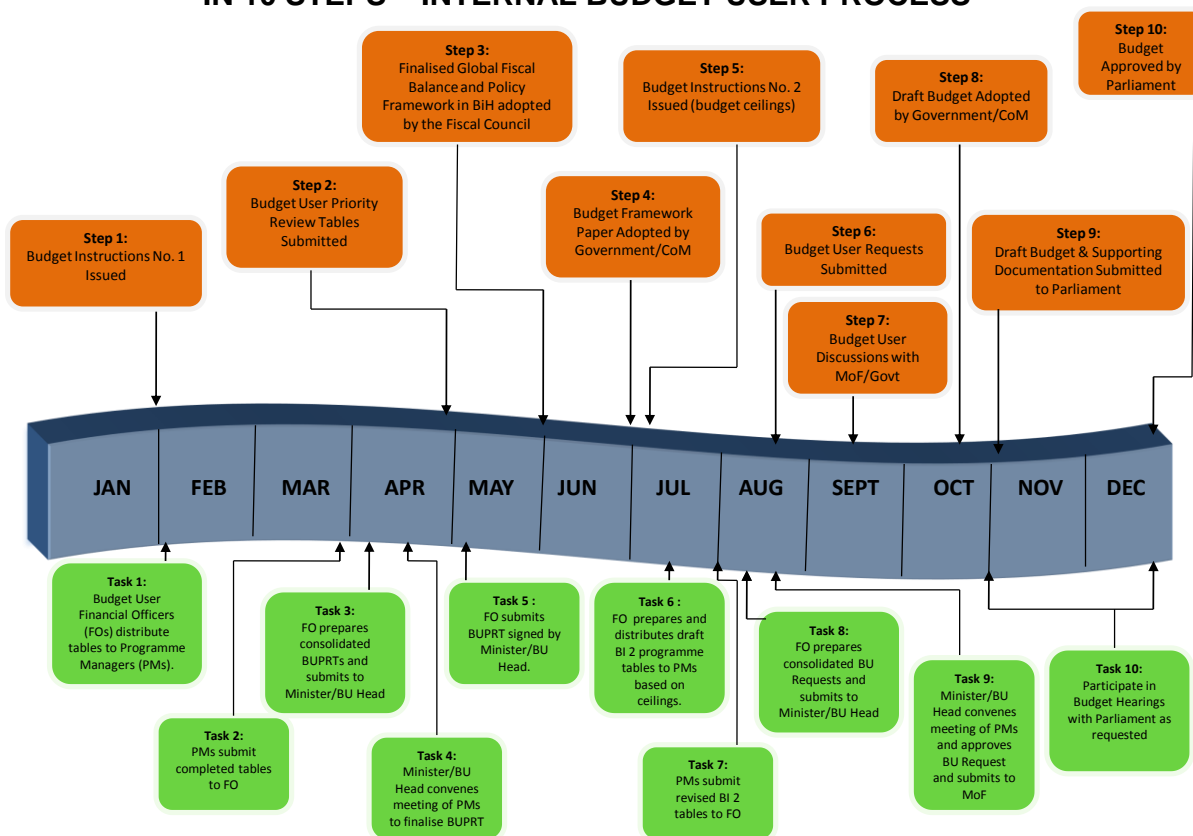 IN 10 STEPS – INTERNAL BUDGET USER PROCESS
Step 10:
Budget
Approved by
Parliament
Step 3:
Finalised Global Fiscal
Balance and Policy
Framework in BiH adopted
by the Fiscal Council
Step 5:
Budget Instructions No. 2
Issued (budget ceilings)
Step 8:
Draft Budget Adopted
by Government/CoM
Step 2:
Budget User Priority
Review Tables
Submitted
Step 4:
Budget Framework
Paper Adopted by
Government/CoM
Step 1:
Budget Instructions No. 1
Issued
Step 6:
Budget User Requests
Submitted
Step 9:
Draft Budget & Supporting
Documentation Submitted
to Parliament
Step 7:
Budget User
Discussions with
MoF/Govt
JAN
FEB
MAR
APR
MAY
JUN
JUL
AUG
SEPT
OCT
NOV
DEC
Task 1:
Budget User
Financial Officers
(FOs) distribute
tables to Programme
Managers (PMs).
Task 2:
PMs submit
completed tables
to FO
Task 3:
FO prepares
consolidated
BUPRTs and
submits to
Minister/BU Head
Task 4:
Minister/BU
Head convenes
meeting of PMs
to finalise BUPRT
Task 5 :
FO submits
BUPRT signed by
Minister/BU
Head.
Task 6 :
FO prepares and
distributes draft
BI 2 programme
tables to PMs
based on
ceilings.
Task 7:
PMs submit
revised BI 2
tables to FO
Task 8:
FO prepares
consolidated BU
Requests and
submits to
Minister/BU Head
Task 9:
Minister/BU
Head convenes
meeting of PMs
and approves
BU Request
and submits to
MoF
Task 10:
Participate in
Budget Hearings
with Parliament as
requested